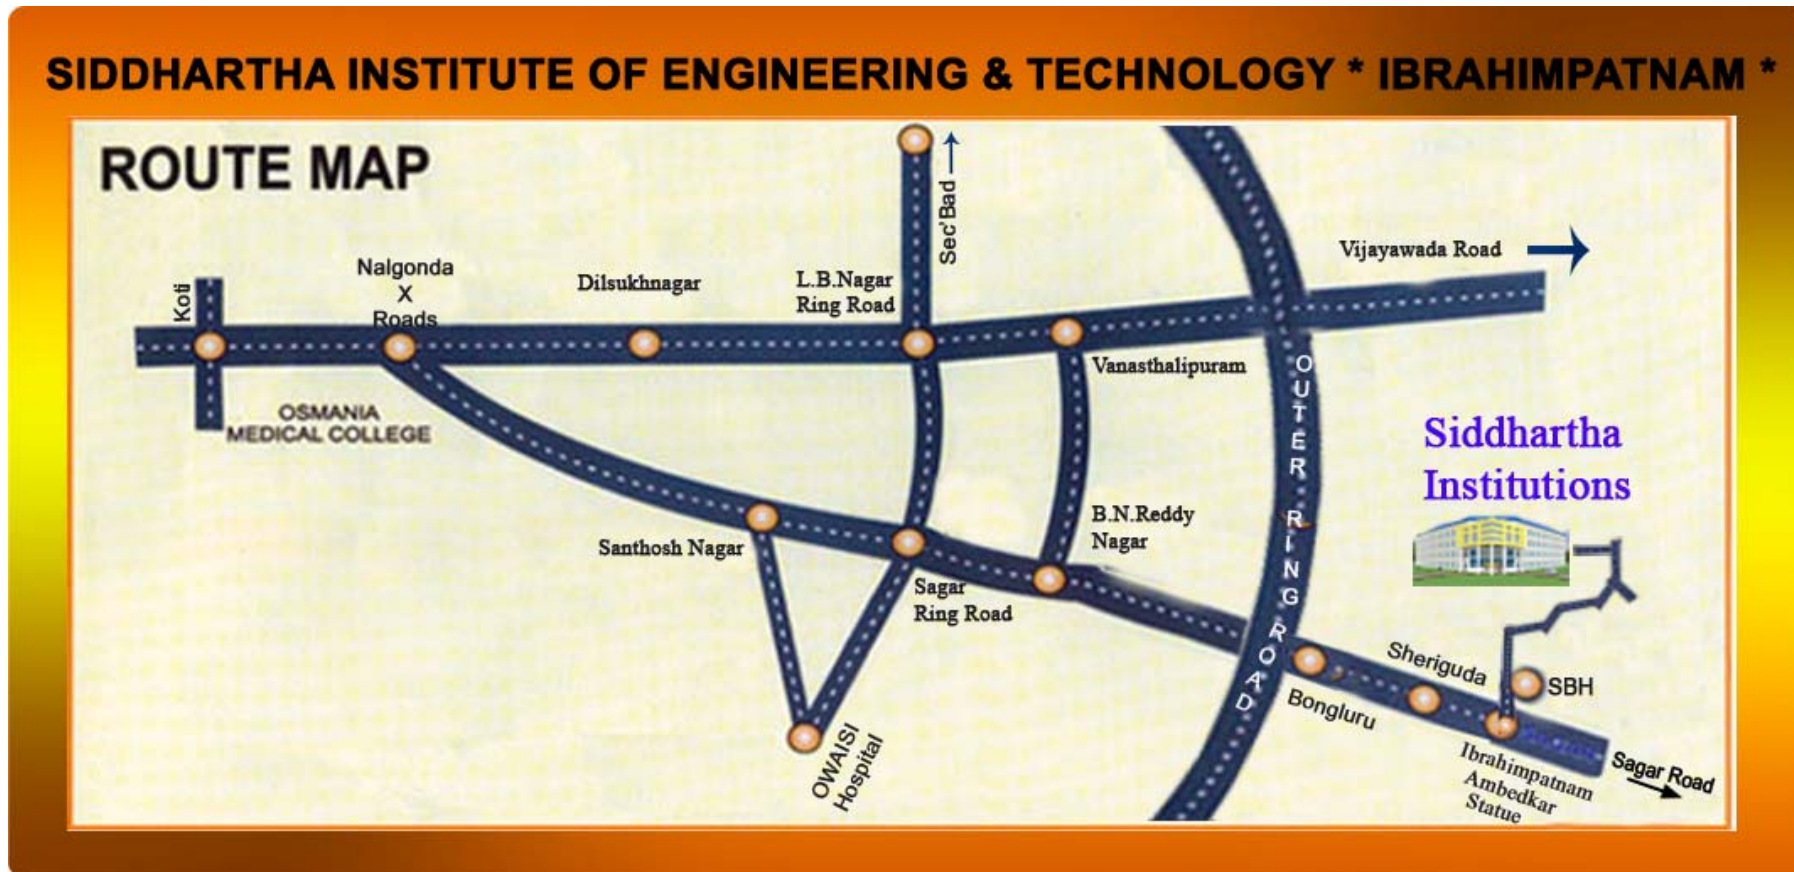 SIDDHARTHA INSTITUTE OF ENGINEERING & TECHNOLOGY * IBRAHIMPATNAM *
ROUTE MAP
Sec'Bad
Vijayawada Road
Koti
Nalgonda
X
Roads
Dilsukhnagar
L.B.Nagar
Ring Road
Vanasthalipuram
OSMANIA
MEDICAL COLLEGE
OUTER RING ROAD
Siddhartha
Institutions
Santhosh Nagar
B.N.Reddy
Nagar
Sagar
Ring Road
Sheriguda
SBH
Bongluru
OWAISI
Hospital
Ibrahimpatnam
Ambedkar
Statue
Sagar Road